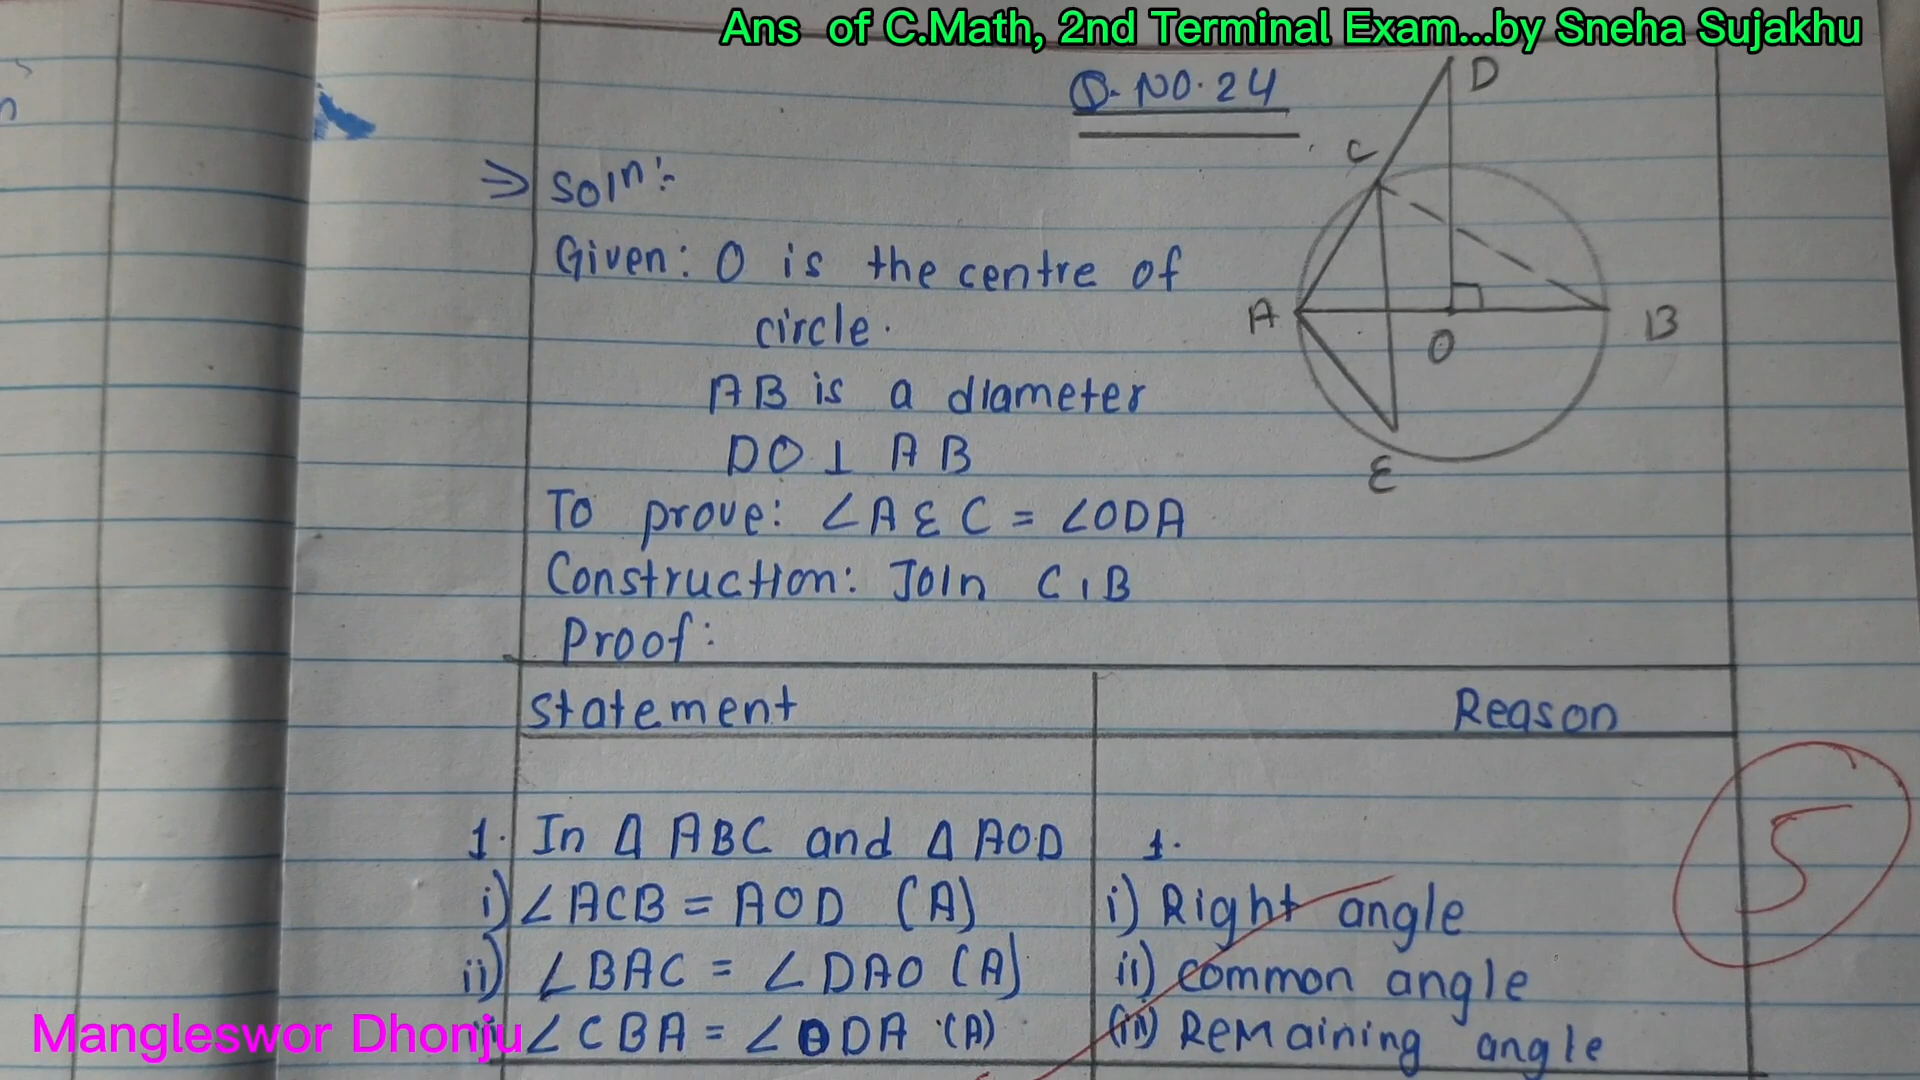 Ans of C.Math, 2nd Terminal Exam...by Sneha Sujakhu
Q. NO. 24
D
C
A
O
B
E
⇒ Solⁿ:-
Given: O is the centre of
circle.
AB is a diameter
DO ⊥ AB
To prove: ∠AEC = ∠ODA
Construction: Join C, B
Proof:
Statement Reason
1. In Δ ABC and Δ AOD 1.
i) ∠ACB = AOD (A) i) Right angle
ii) ∠BAC = ∠DAO (A) ii) Common angle
∠CBA = ∠ODA (A) iii) Remaining angle
Mangleswor Dhonju
5